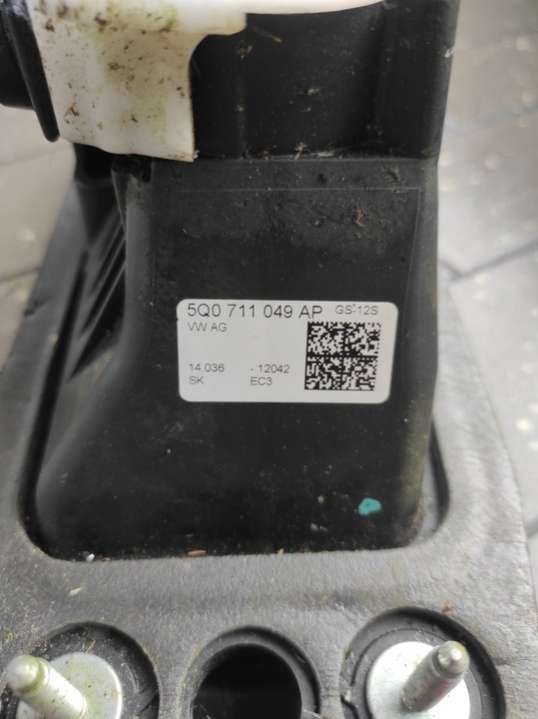 5Q0 711 049 AP GS-12S
VW AG
14 036 - 12042
SK EC3